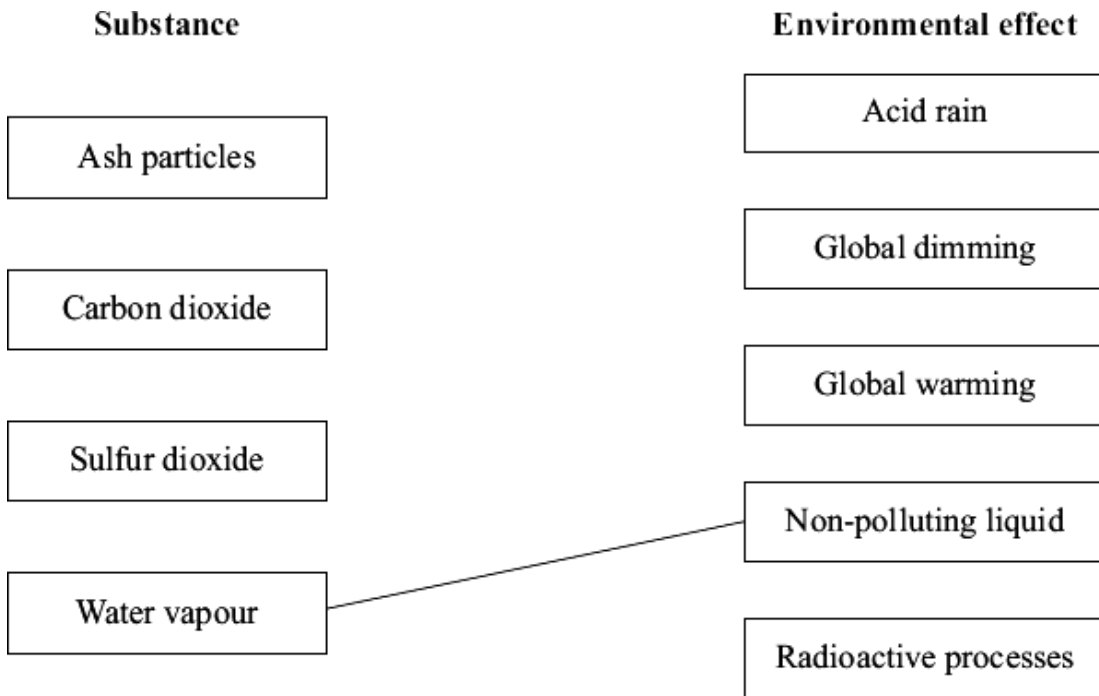 Substance
Environmental effect
Acid rain
Ash particles
Global dimming
Carbon dioxide
Global warming
Sulfur dioxide
Non-polluting liquid
Water vapour
Radioactive processes